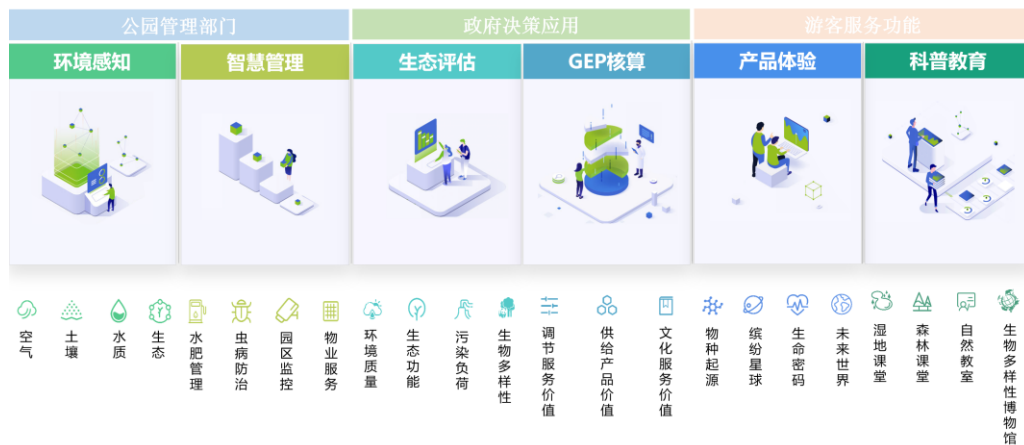 公园管理部门
政府决策应用
游客服务功能
环境感知
智慧管理
生态评估
GEP核算
产品体验
科普教育
空气
土壤
水质
生态
水肥管理
虫病防治
园区监控
物业服务
环境质量
生态功能
污染负荷
生物多样性
调节服务价值
供给产品价值
文化服务价值
物种起源
缤纷星球
生命密码
未来世界
湿地课堂
森林课堂
自然教室
生物多样性博物馆